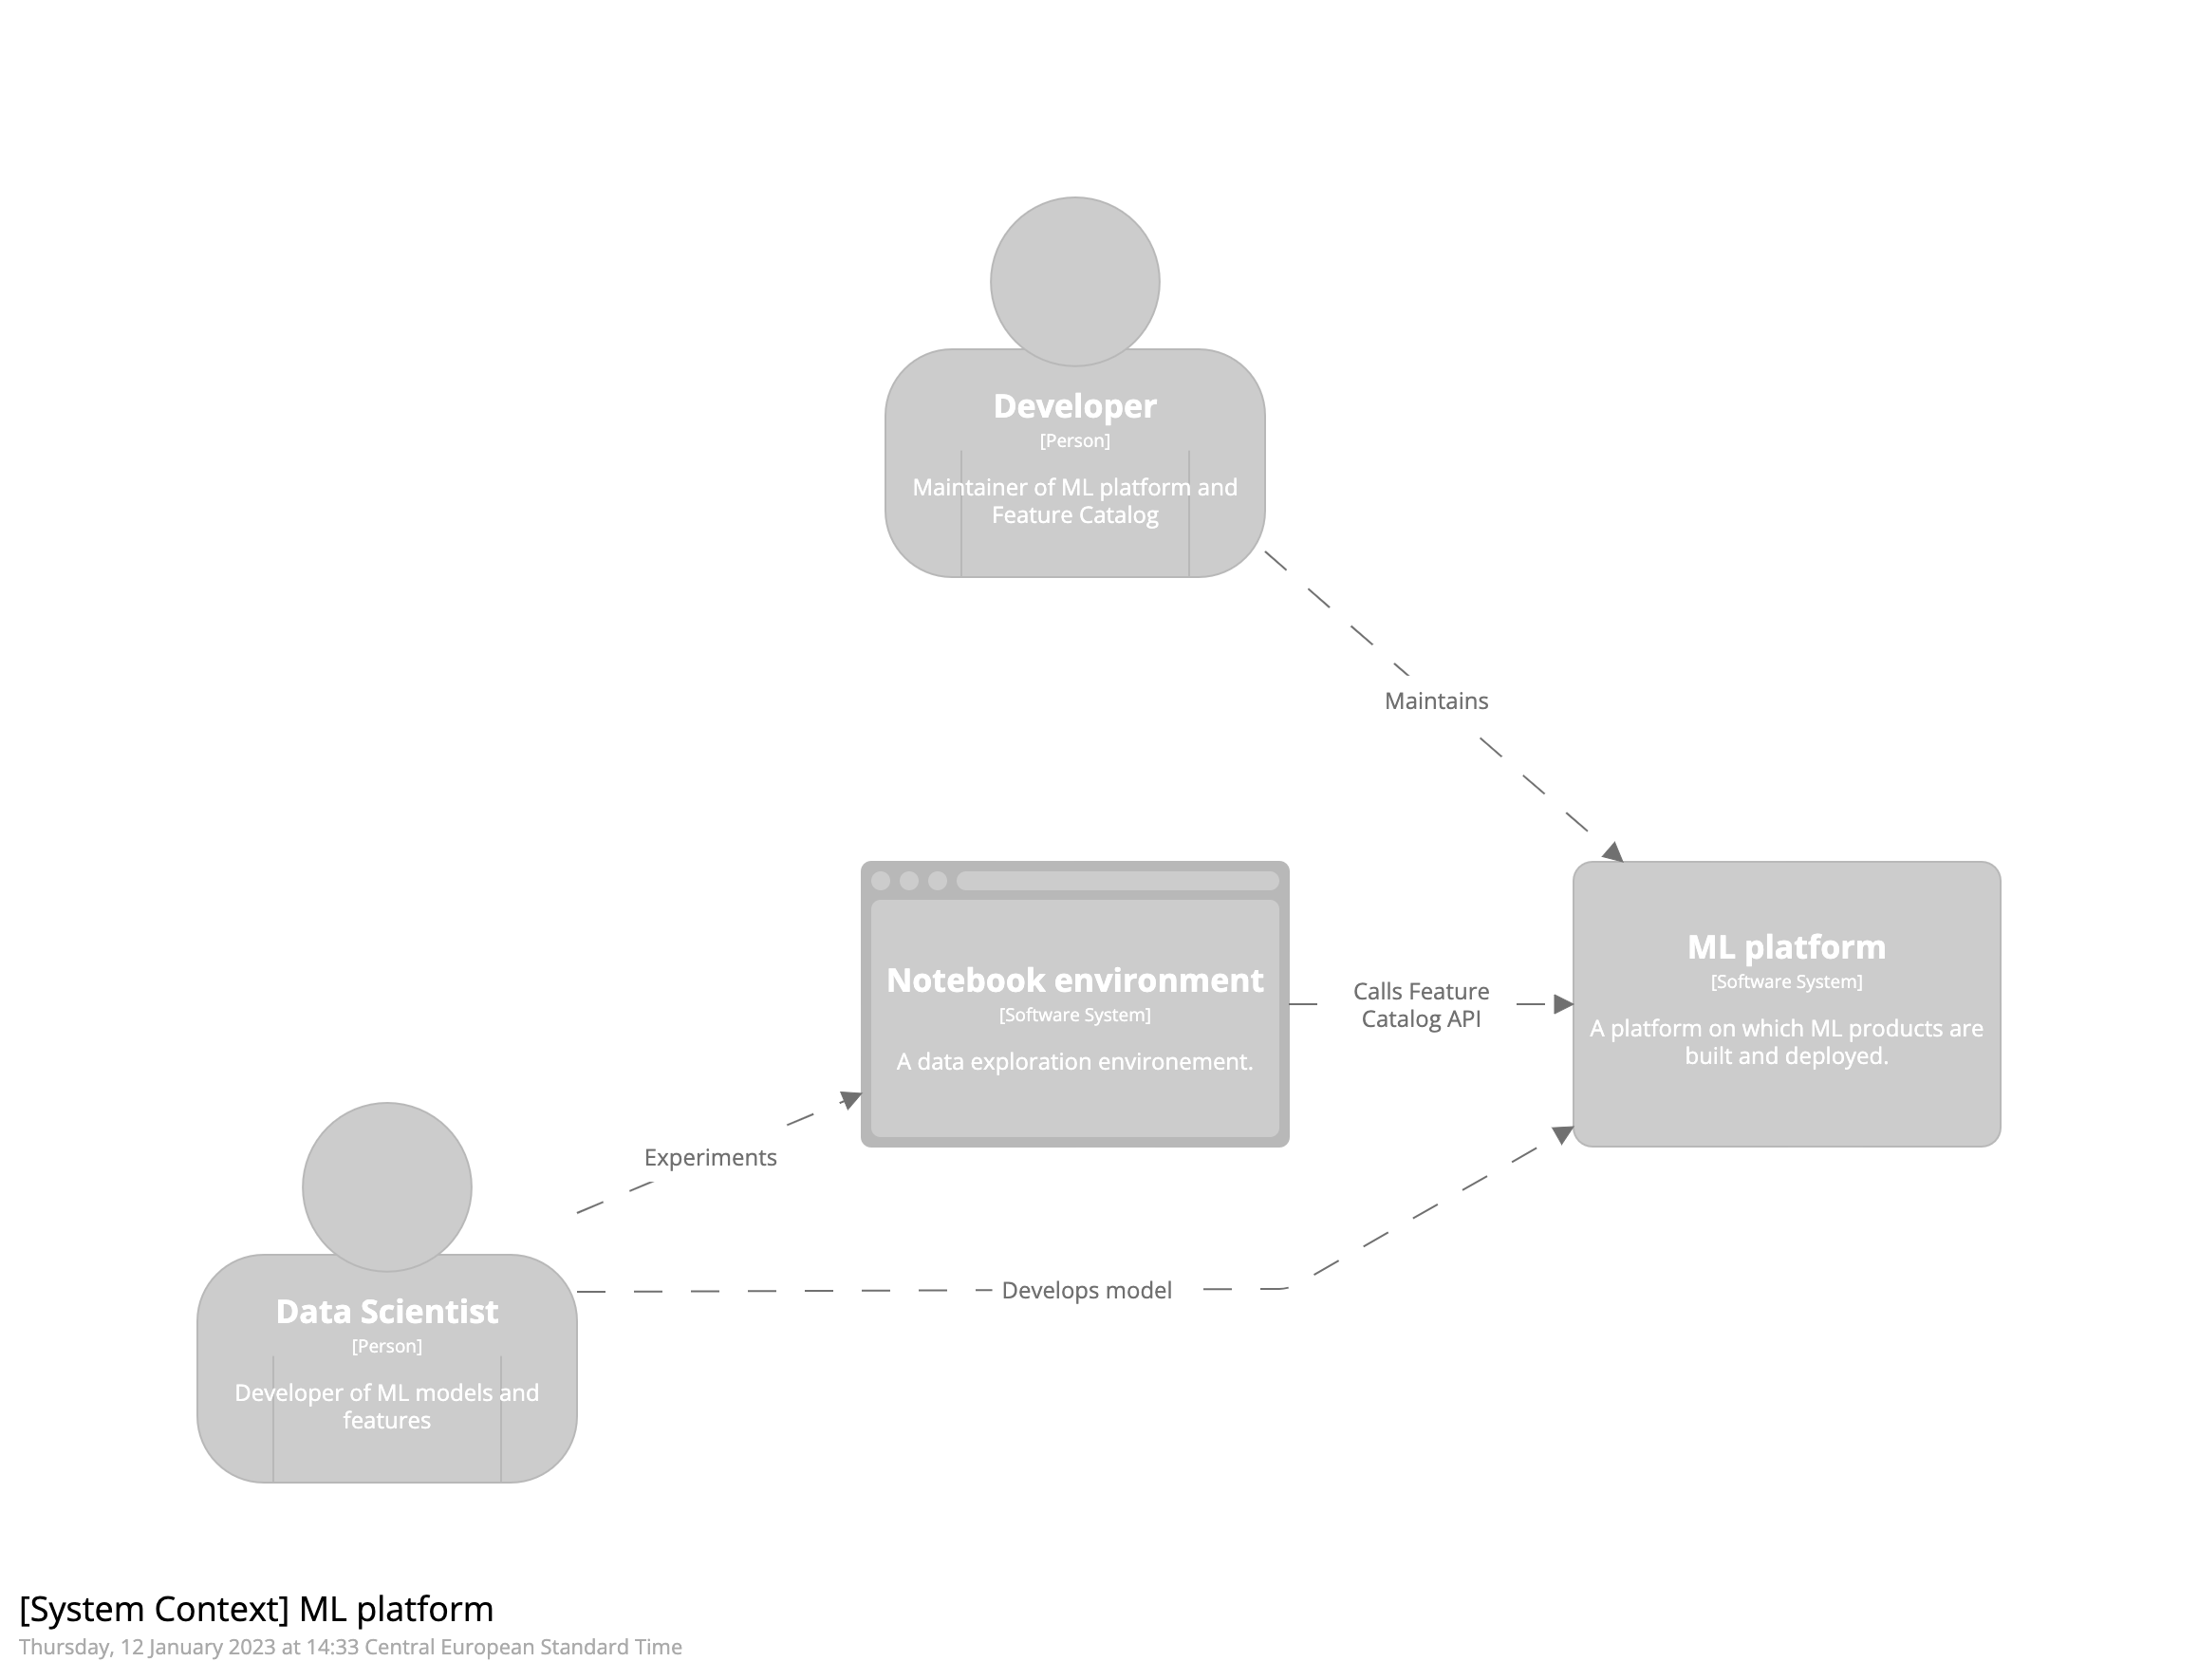 Developer
[Person]
Maintainer of ML platform and
Feature Catalog
Maintains
Notebook environment
[Software System]
A data exploration environement.
Calls Feature
Catalog API
ML platform
[Software System]
A platform on which ML products are
built and deployed.
Experiments
Develops model
Data Scientist
[Person]
Developer of ML models and
features
[System Context] ML platform
Thursday, 12 January 2023 at 14:33 Central European Standard Time